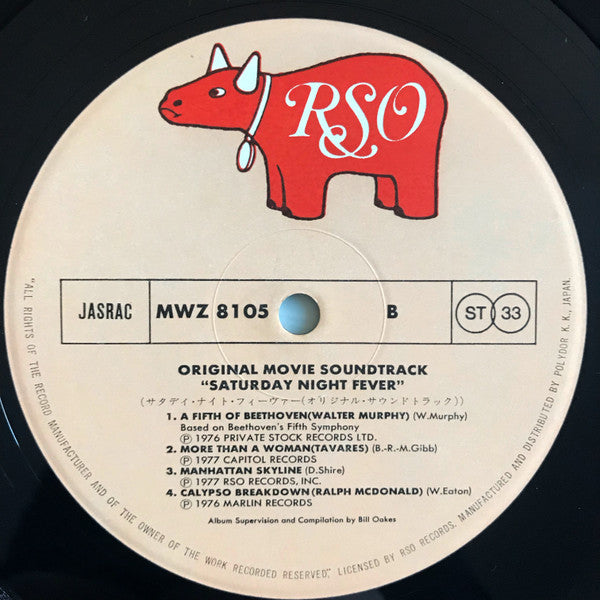 RSO
JASRAC
MWZ 8105
B
ST 33
ORIGINAL MOVIE SOUNDTRACK
“SATURDAY NIGHT FEVER”
(サタデイ・ナイト・フィーヴァー(オリジナル・サウンドトラック))
1. A FIFTH OF BEETHOVEN(WALTER MURPHY) (W.Murphy)
Based on Beethoven's Fifth Symphony
Ⓟ 1976 PRIVATE STOCK RECORDS LTD.
2. MORE THAN A WOMAN(TAVARES) (B.-R.-M.Gibb)
Ⓟ 1977 CAPITOL RECORDS
3. MANHATTAN SKYLINE (D.Shire)
Ⓟ 1977 RSO RECORDS, INC.
4. CALYPSO BREAKDOWN(RALPH MCDONALD) (W.Eaton)
Ⓟ 1976 MARLIN RECORDS
Album Supervision and Compilation by Bill Oakes
"ALL RIGHTS OF THE RECORD MANUFACTURER AND OF THE OWNER OF THE WORK RECORDED RESERVED," LICENSED BY RSO RECORDS. MANUFACTURED AND DISTRIBUTED BY POLYDOR K. K., JAPAN.